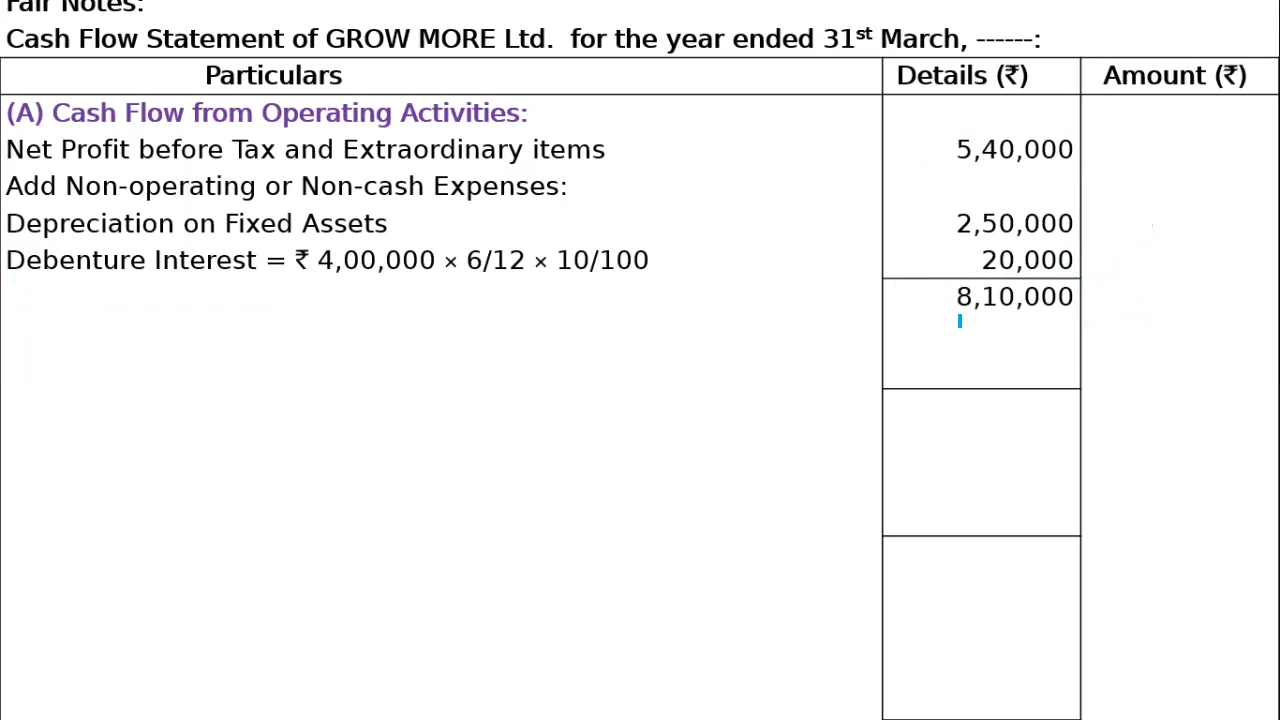 Fair Notes:
Cash Flow Statement of GROW MORE Ltd. for the year ended 31st March, ------:
Particulars Details (₹) Amount (₹)
(A) Cash Flow from Operating Activities:
Net Profit before Tax and Extraordinary items 5,40,000
Add Non-operating or Non-cash Expenses:
Depreciation on Fixed Assets 2,50,000
Debenture Interest = ₹ 4,00,000 × 6/12 × 10/100 20,000
8,10,000